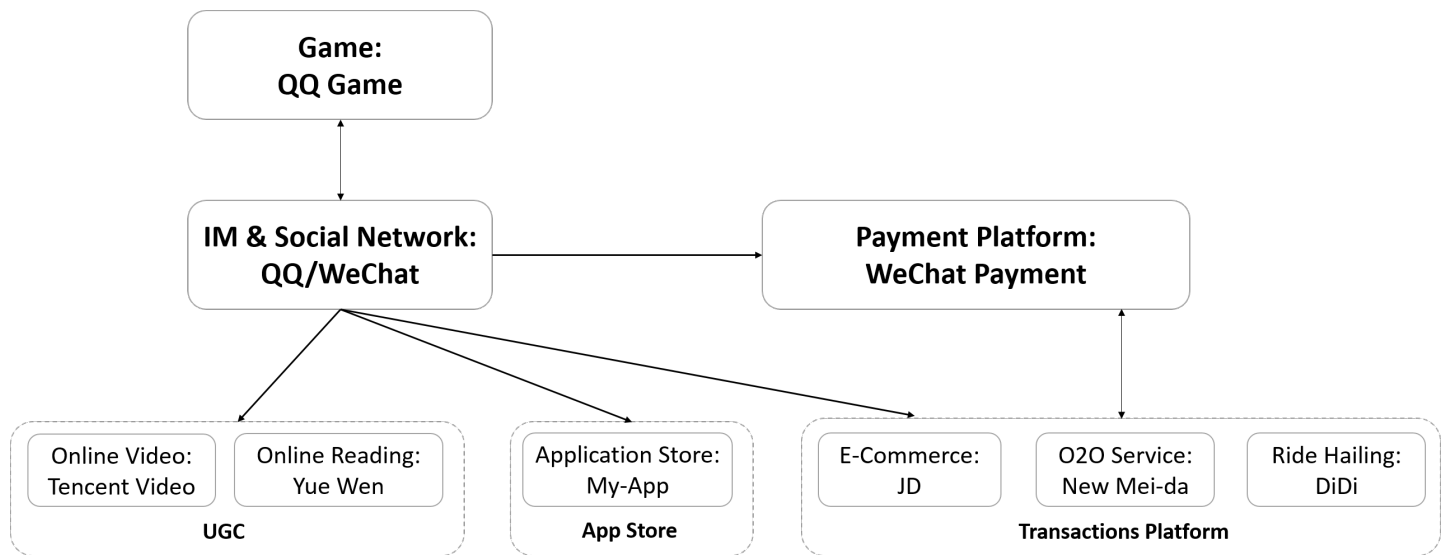 Game:
QQ Game
IM & Social Network:
QQ/WeChat
Payment Platform:
WeChat Payment
Online Video:
Tencent Video
Online Reading:
Yue Wen
UGC
Application Store:
My-App
App Store
E-Commerce:
JD
O2O Service:
New Mei-da
Ride Hailing:
DiDi
Transactions Platform